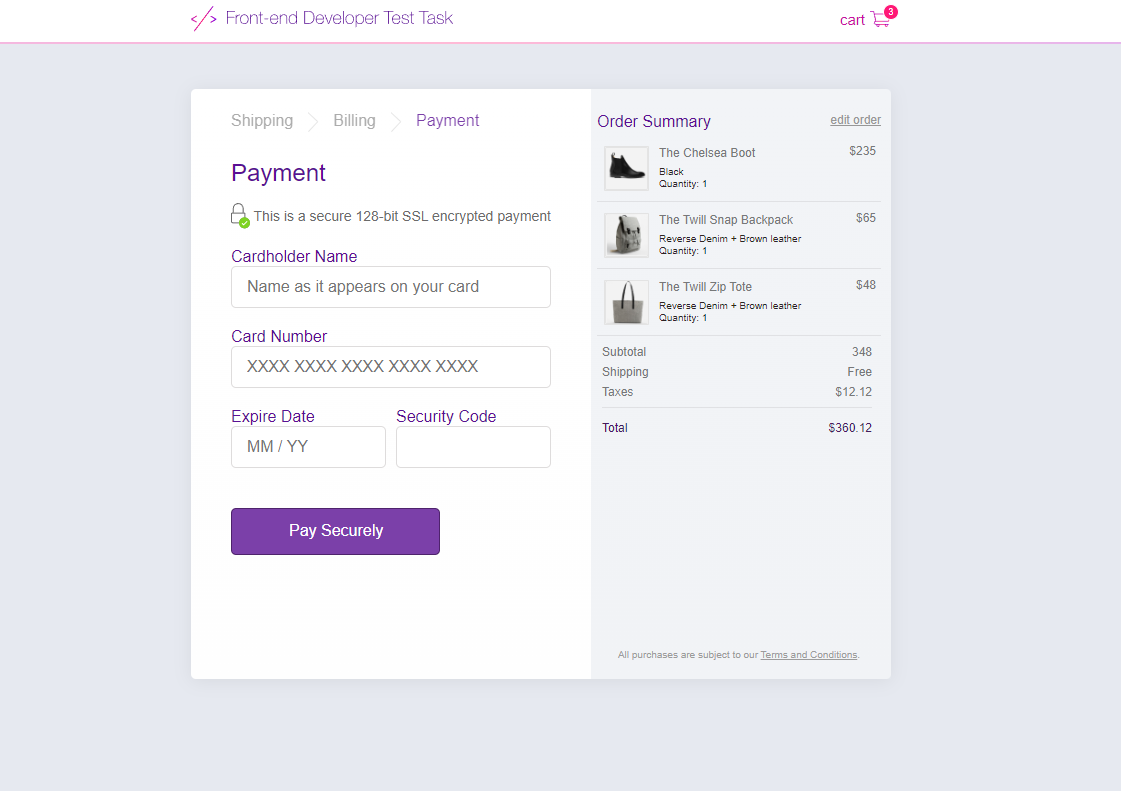 </> Front-end Developer Test Task
cart 3
Shipping Billing Payment
Payment
This is a secure 128-bit SSL encrypted payment
Cardholder Name
Name as it appears on your card
Card Number
XXXX XXXX XXXX XXXX XXXX
Expire Date Security Code
MM / YY
Pay Securely
Order Summary edit order
The Chelsea Boot $235
Black
Quantity: 1
The Twill Snap Backpack $65
Reverse Denim + Brown leather
Quantity: 1
The Twill Zip Tote $48
Reverse Denim + Brown leather
Quantity: 1
Subtotal 348
Shipping Free
Taxes $12.12
Total $360.12
All purchases are subject to our Terms and Conditions.